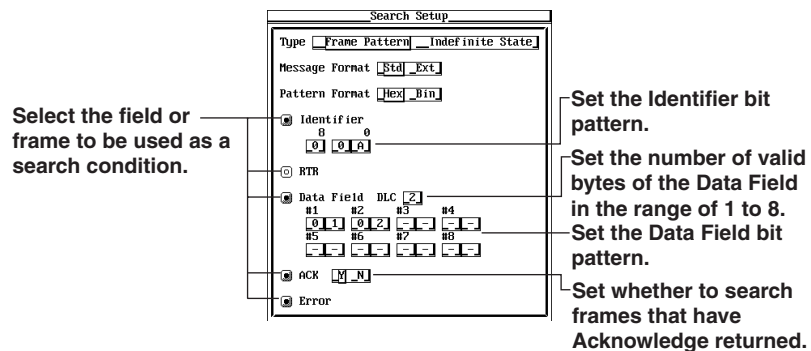 Search Setup
Type Frame Pattern Indefinite State
Message Format Std Ext
Pattern Format Hex Bin
Identifier
8 0
0 0 A
RTR
Data Field DLC 2
#1 #2 #3 #4
0 1 0 2 - - - -
#5 #6 #7 #8
- - - - - - - -
ACK Y N
Error
Select the field or
frame to be used as a
search condition.
Set the Identifier bit
pattern.
Set the number of valid
bytes of the Data Field
in the range of 1 to 8.
Set the Data Field bit
pattern.
Set whether to search
frames that have
Acknowledge returned.